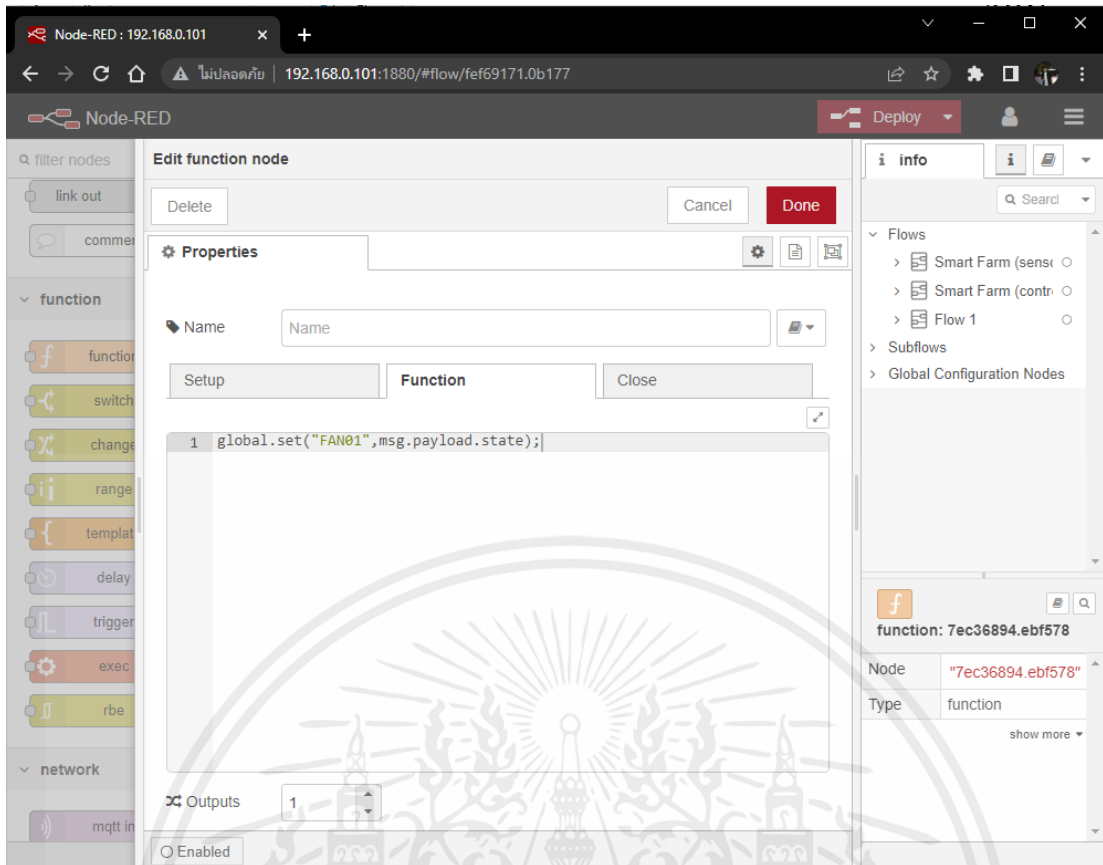 Node-RED : 192.168.0.101
ไม่ปลอดภัย | 192.168.0.101:1880/#flow/fef69171.0b177
Node-RED
Deploy
filter nodes
Edit function node
info
link out
Delete
Cancel
Done
Searcl
commer
Properties
Flows
Smart Farm (senso
Smart Farm (contr
Flow 1
Subflows
Global Configuration Nodes
function
Name
Name
function
Setup
Function
Close
switch
1 global.set("FAN01",msg.payload.state);
change
range
templat
delay
trigger
function: 7ec36894.ebf578
exec
Node
"7ec36894.ebf578"
rbe
Type
function
show more
network
Outputs
1
mqtt in
Enabled